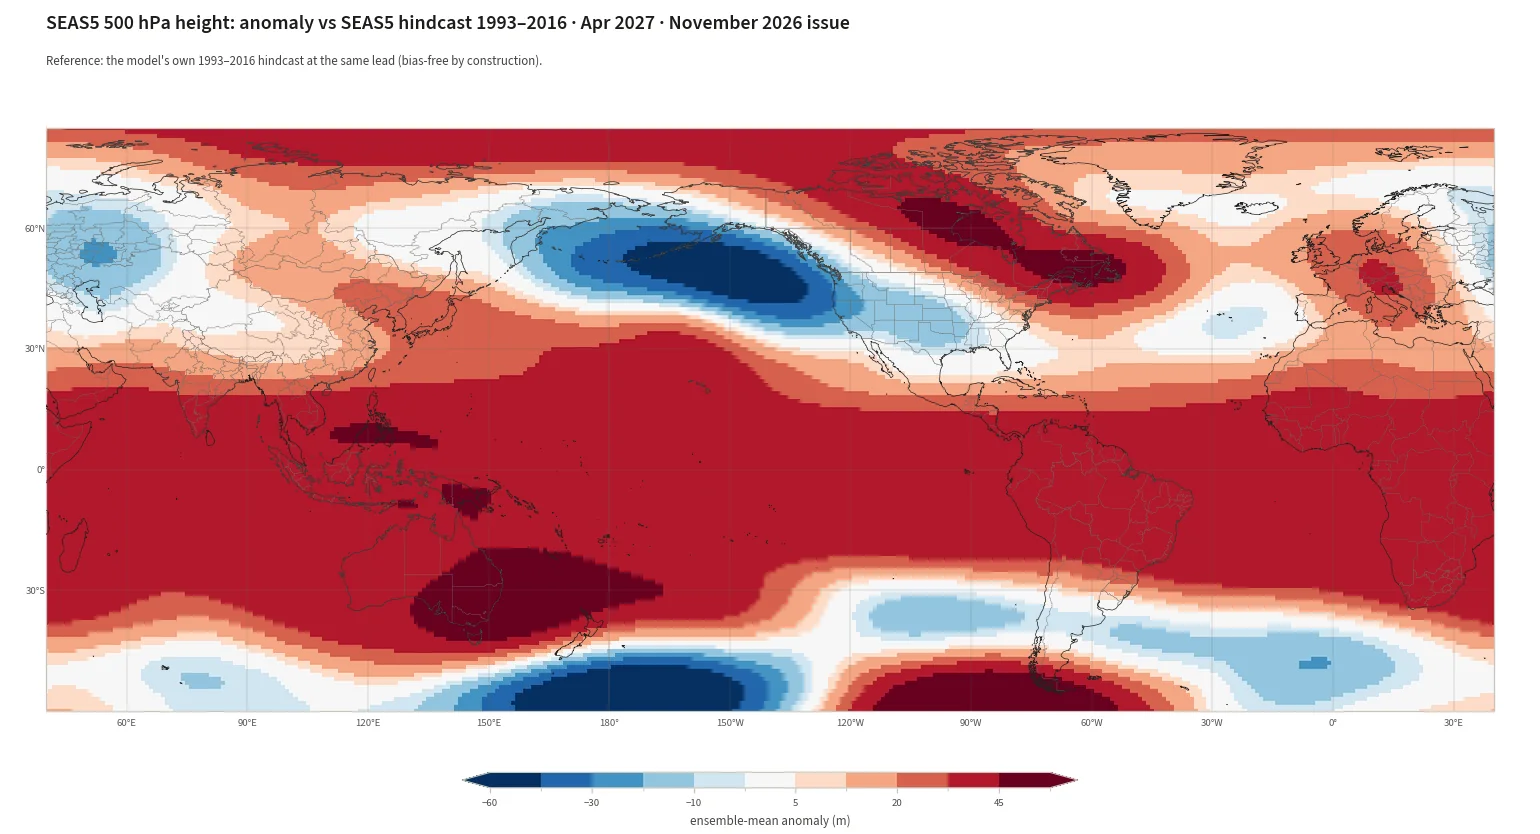 SEAS5 500 hPa height: anomaly vs SEAS5 hindcast 1993–2016 · Apr 2027 · November 2026 issue
Reference: the model's own 1993–2016 hindcast at the same lead (bias-free by construction).
60°N
30°N
0°
30°S
60°E 90°E 120°E 150°E 180° 150°W 120°W 90°W 60°W 30°W 0° 30°E
−60 −30 −10 5 20 45
ensemble-mean anomaly (m)